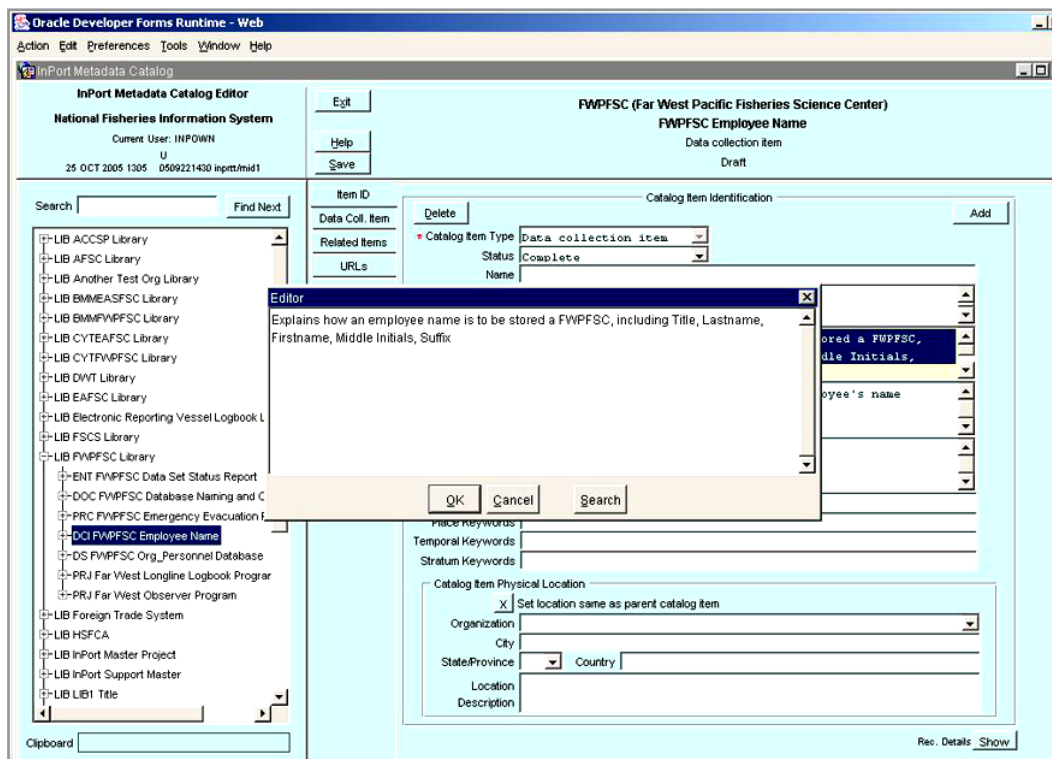 Oracle Developer Forms Runtime - Web
Action Edit Preferences Tools Window Help
InPort Metadata Catalog
InPort Metadata Catalog Editor
National Fisheries Information System
Current User: INPOWN
U
25 OCT 2005 1305 0509221430 inprtt/mid1
Exit
Help
Save
FWPFSC (Far West Pacific Fisheries Science Center)
FWPFSC Employee Name
Data collection item
Draft
Search
Find Next
LIB ACCSP Library
LIB AFSC Library
LIB Another Test Org Library
LIB BMMEASFSC Library
LIB BMMFWPFSC Library
LIB CYTEAFSC Library
LIB CYTFWPFSC Library
LIB DWT Library
LIB EAFSC Library
LIB Electronic Reporting Vessel Logbook L
LIB FSCS Library
LIB FWPFSC Library
ENT FWPFSC Data Set Status Report
DOC FWPFSC Database Naming and C
PRC FWPFSC Emergency Evacuation F
DCI FWPFSC Employee Name
DS FWPFSC Org_Personnel Database
PRJ Far West Longline Logbook Progra
PRJ Far West Observer Program
LIB Foreign Trade System
LIB HSFCA
LIB InPort Master Project
LIB InPort Support Master
LIB LIB1 Title
Clipboard
Item ID
Data Coll. Item
Related Items
URLs
Catalog Item Identification
Delete
Add
* Catalog Item Type Data collection item
Status Complete
Name
Editor
Explains how an employee name is to be stored a FWPFSC, including Title, Lastname,
Firstname, Middle Initials, Suffix
OK Cancel Search
ored a FWPFSC,
dle Initials,
oyee's name
Place Keywords
Temporal Keywords
Stratum Keywords
Catalog Item Physical Location
X Set location same as parent catalog item
Organization
City
State/Province Country
Location
Description
Rec. Details Show